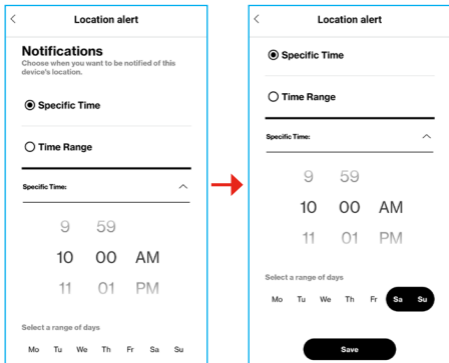 Location alert
Notifications
Choose when you want to be notified of this
device's location.
Specific Time
Time Range
Specific Time:
9 59
10 00 AM
11 01 PM
Select a range of days
Mo Tu We Th Fr Sa Su
Location alert
Specific Time
Time Range
Specific Time:
9 59
10 00 AM
11 01 PM
Select a range of days
Mo Tu We Th Fr Sa Su
Save